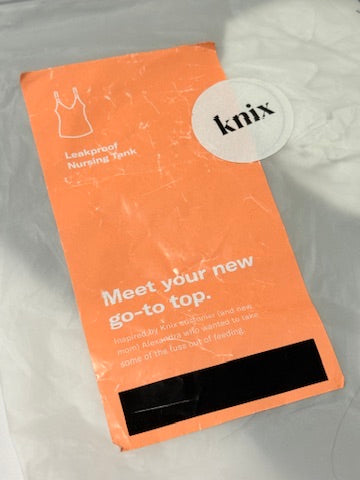 knix
Leakproof
Nursing Tank
Meet your new
go-to top.
Inspired by Knix customer (and new
mom) Alexandra who wanted to take
some of the fuss out of feeding.